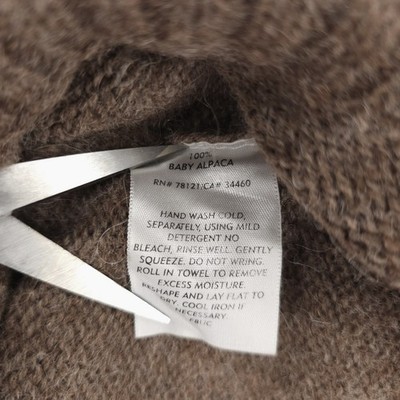 100%
BABY ALPACA
RN# 78121/CA# 34460
HAND WASH COLD,
SEPARATELY, USING MILD
DETERGENT NO
BLEACH, RINSE WELL. GENTLY
SQUEEZE. DO NOT WRING.
ROLL IN TOWEL TO REMOVE
EXCESS MOISTURE.
RESHAPE AND LAY FLAT TO
DRY. COOL IRON IF
NECESSARY.